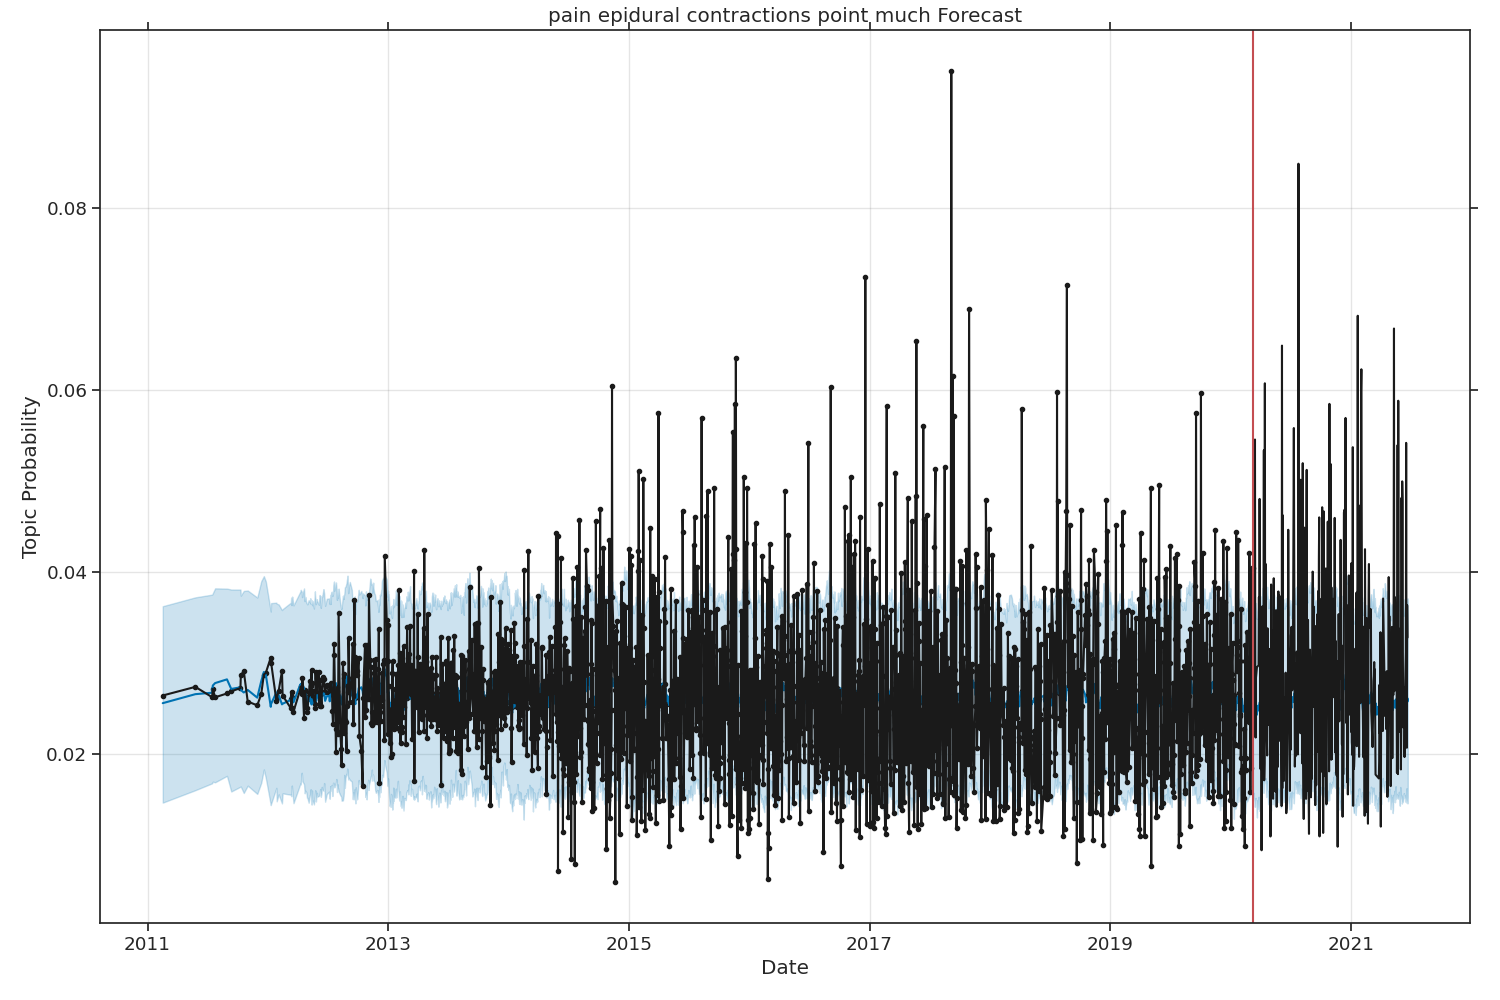 pain epidural contractions point much Forecast
Topic Probability
0.08
0.06
0.04
0.02
2011 2013 2015 2017 2019 2021
Date